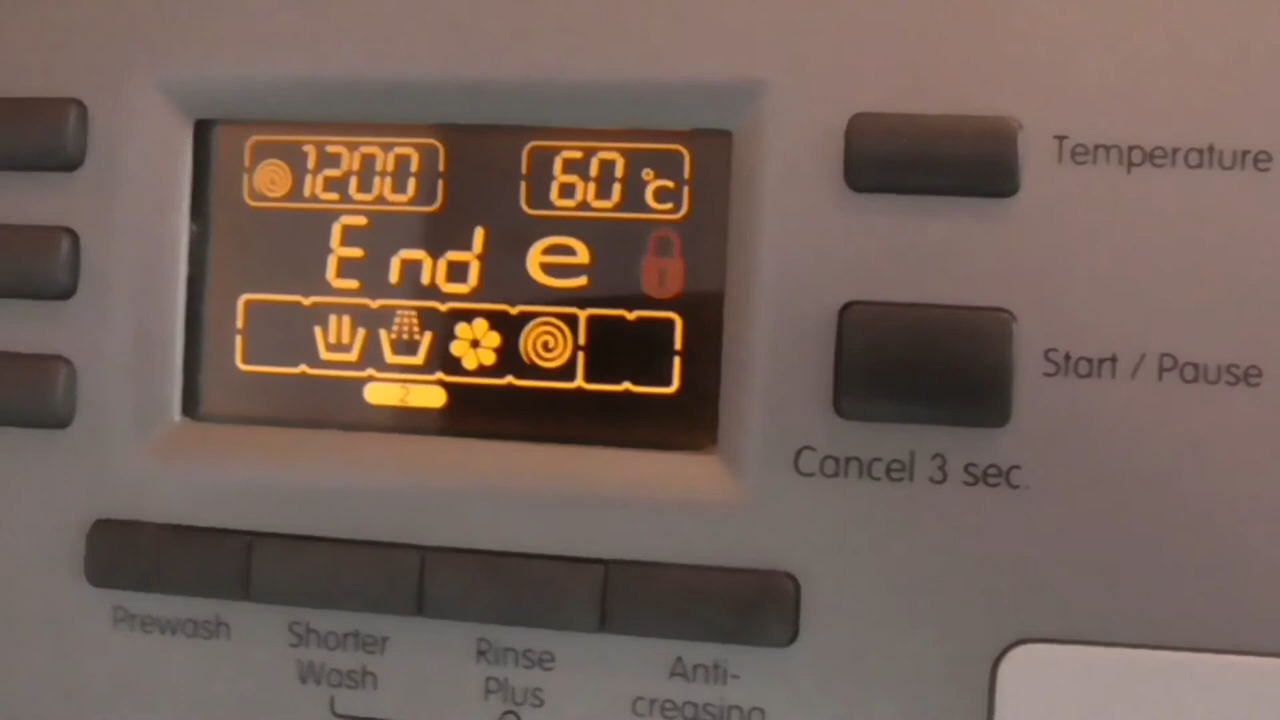 1200 60 °C
End e
2
Temperature
Start / Pause
Cancel 3 sec.
Prewash
Shorter
Wash
Rinse
Plus
Anti-
creasing